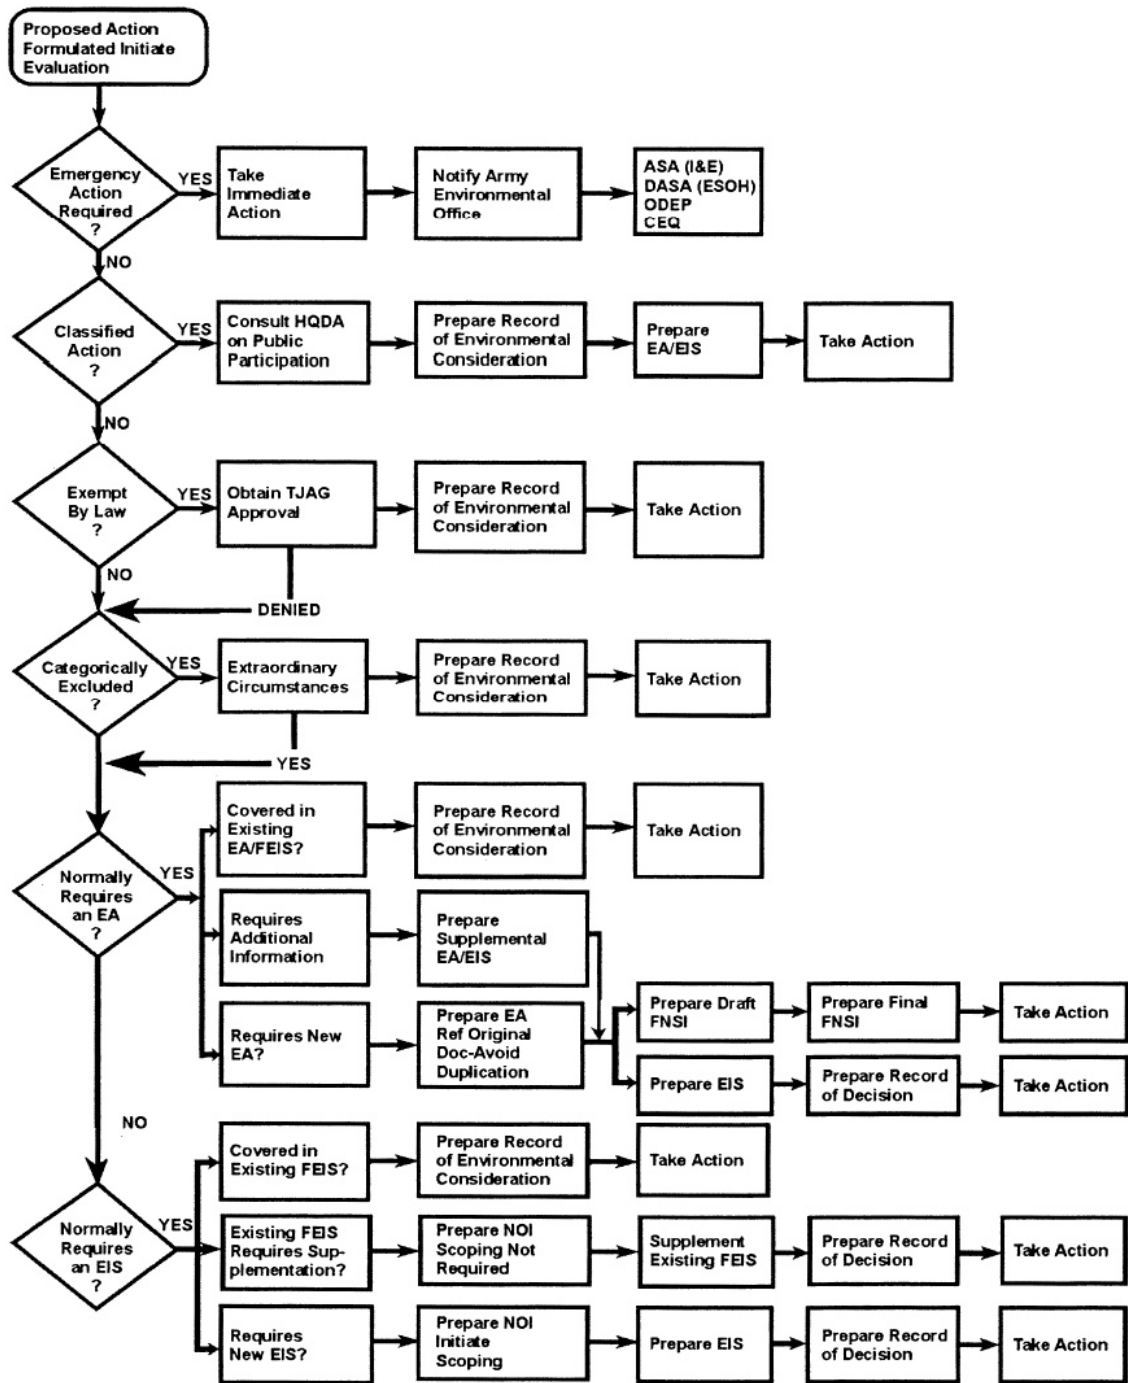 Proposed Action
Formulated Initiate
Evaluation
Emergency
Action
Required
?
YES
Take
Immediate
Action
Notify Army
Environmental
Office
ASA (I&E)
DASA (ESOH)
ODEP
CEQ
NO
Classified
Action
?
YES
Consult HQDA
on Public
Participation
Prepare Record
of Environmental
Consideration
Prepare
EA/EIS
Take Action
NO
Exempt
By Law
?
YES
Obtain TJAG
Approval
Prepare Record
of Environmental
Consideration
Take Action
NO
DENIED
Categorically
Excluded
?
YES
Extraordinary
Circumstances
Prepare Record
of Environmental
Consideration
Take Action
YES
Normally
Requires
an EA
?
YES
Covered in
Existing
EA/FEIS?
Prepare Record
of Environmental
Consideration
Take Action
Requires
Additional
Information
Prepare
Supplemental
EA/EIS
Requires New
EA?
Prepare EA
Ref Original
Doc-Avoid
Duplication
Prepare Draft
FNSI
Prepare Final
FNSI
Take Action
Prepare EIS
Prepare Record
of Decision
Take Action
NO
Normally
Requires
an EIS
?
YES
Covered in
Existing FEIS?
Prepare Record
of Environmental
Consideration
Take Action
Existing FEIS
Requires Sup-
plementation?
Prepare NOI
Scoping Not
Required
Supplement
Existing FEIS
Prepare Record
of Decision
Take Action
Requires
New EIS?
Prepare NOI
Initiate
Scoping
Prepare EIS
Prepare Record
of Decision
Take Action